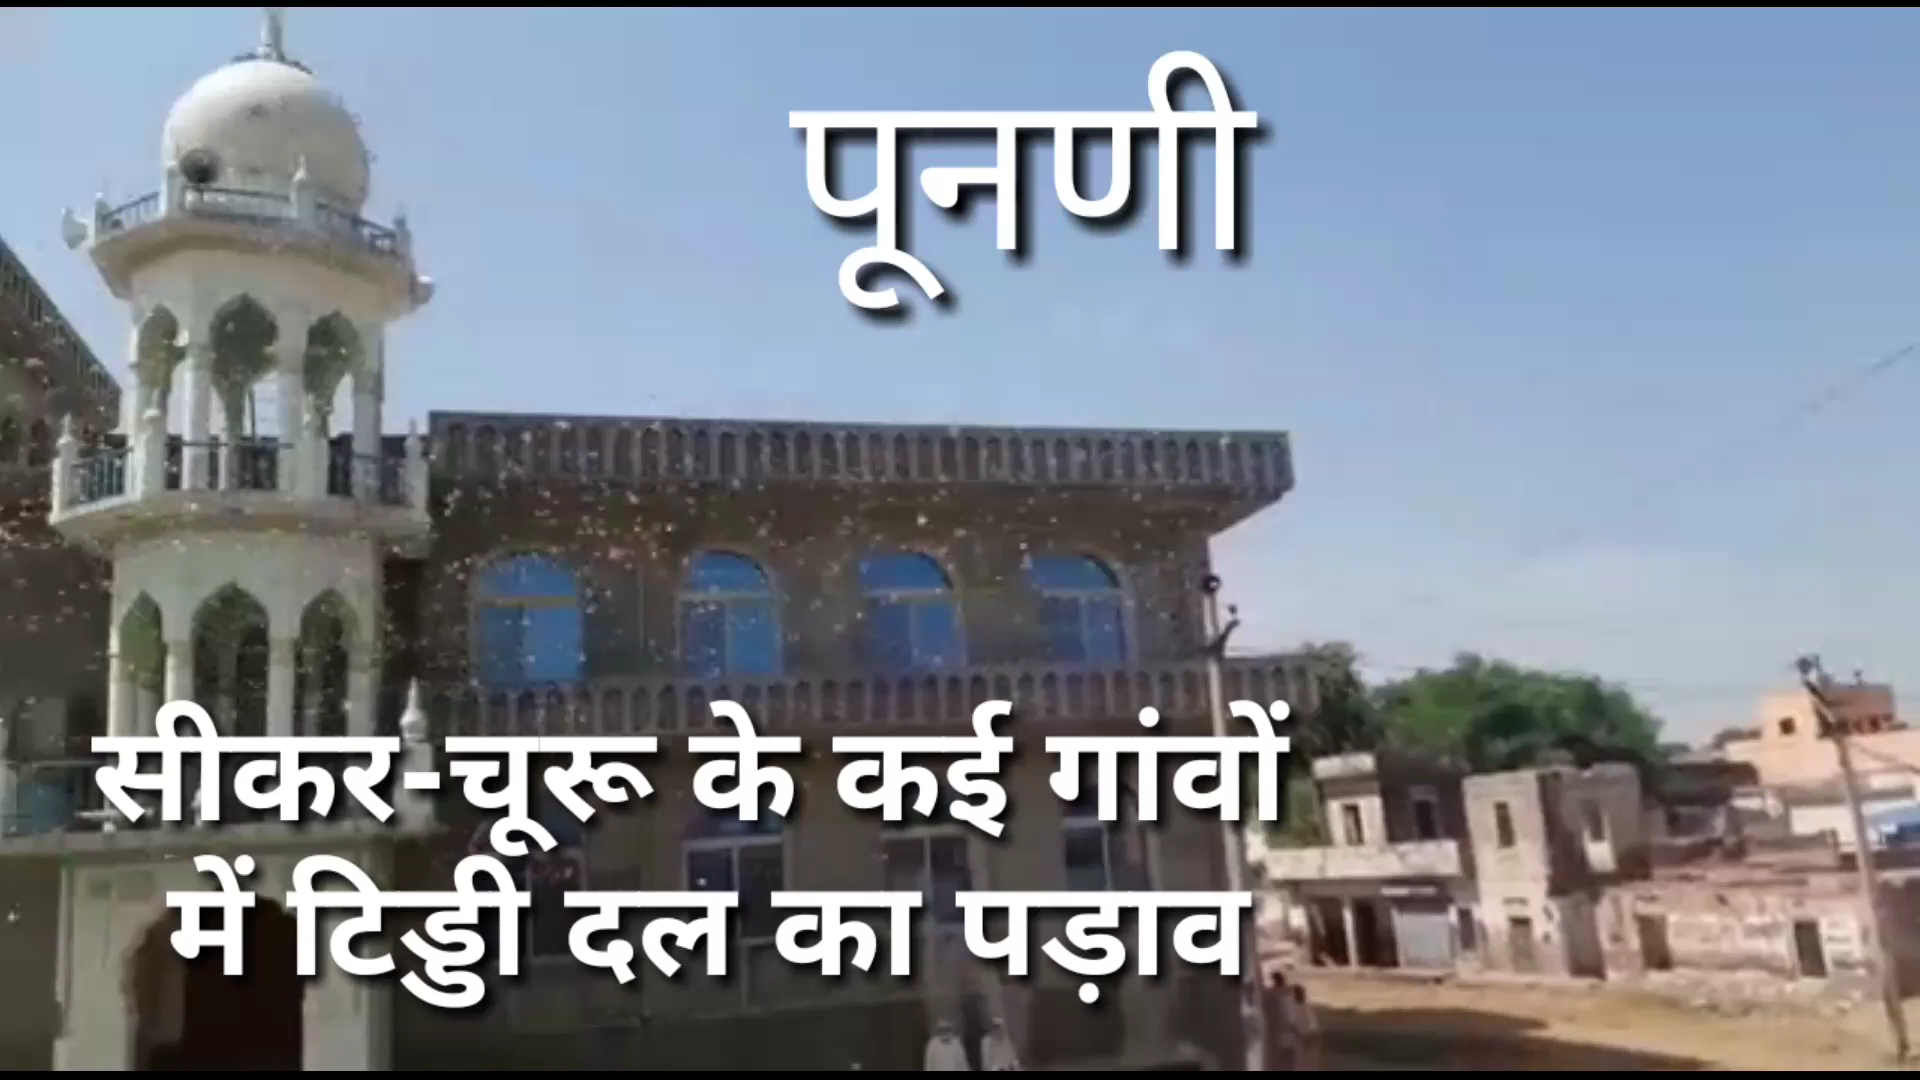 पूनणी
सीकर-चूरू के कई गांवों
में टिड्डी दल का पड़ाव